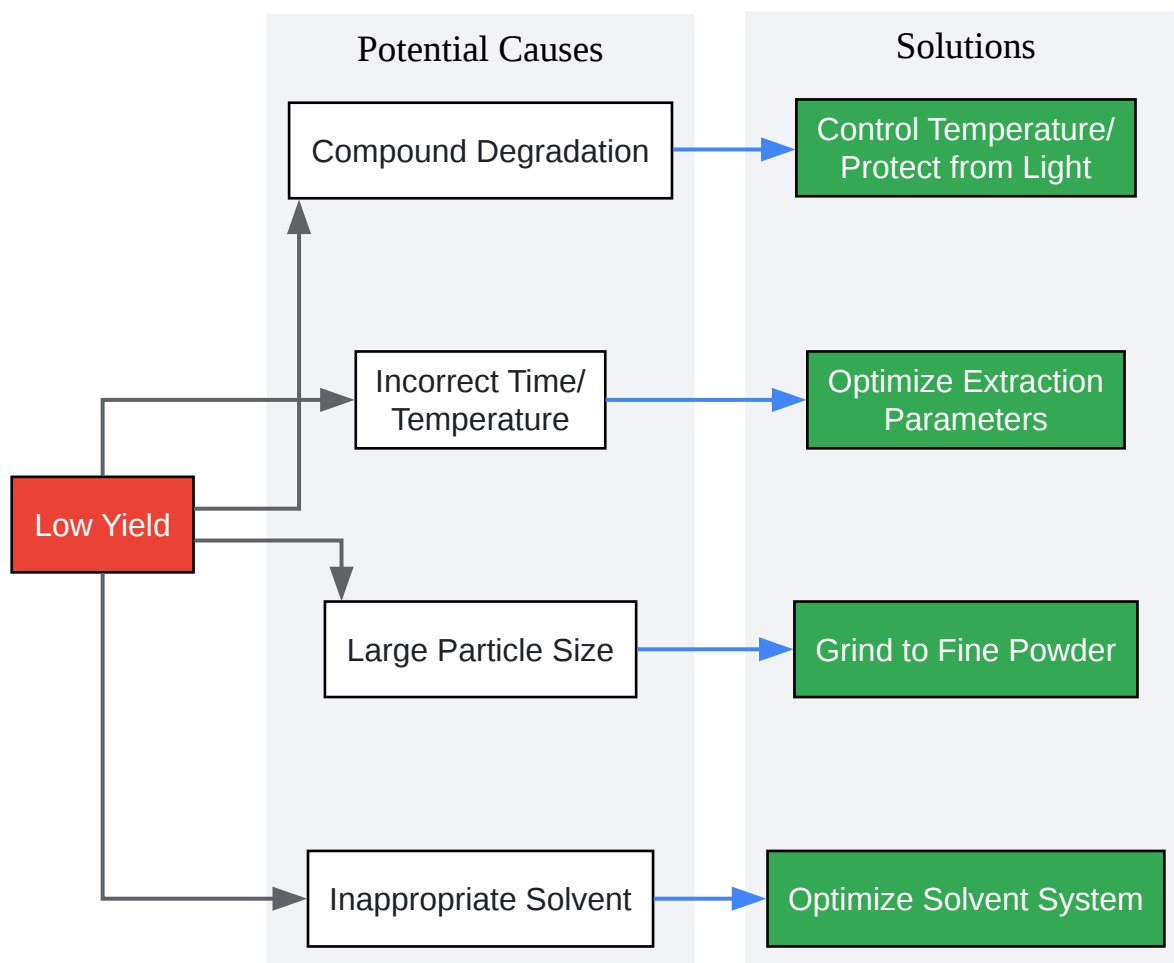 Potential Causes
Solutions
Compound Degradation
Control Temperature/
Protect from Light
Incorrect Time/
Temperature
Optimize Extraction
Parameters
Low Yield
Large Particle Size
Grind to Fine Powder
Inappropriate Solvent
Optimize Solvent System